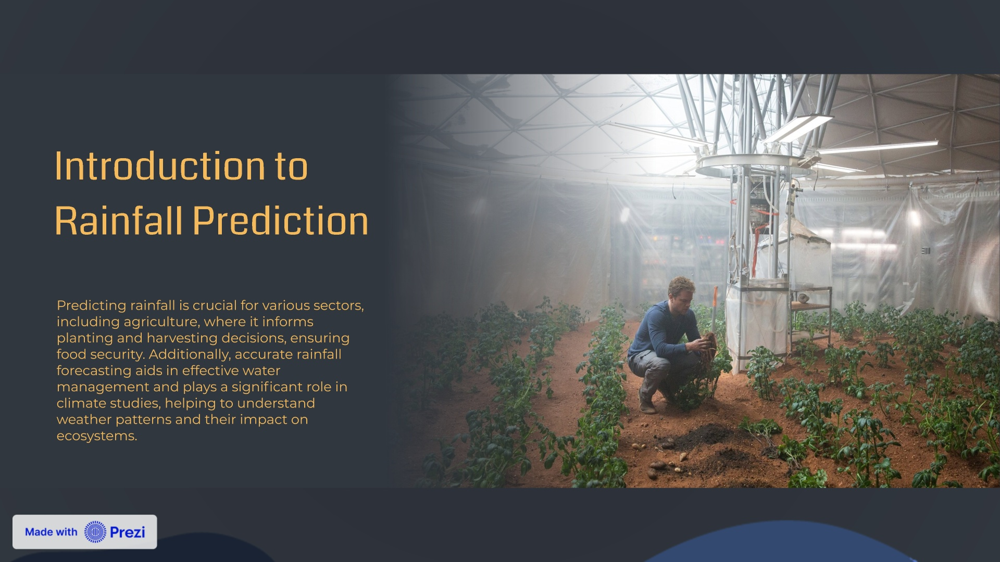 Introduction to
Rainfall Prediction
Predicting rainfall is crucial for various sectors,
including agriculture, where it informs
planting and harvesting decisions, ensuring
food security. Additionally, accurate rainfall
forecasting aids in effective water
management and plays a significant role in
climate studies, helping to understand
weather patterns and their impact on
ecosystems.
Made with Prezi